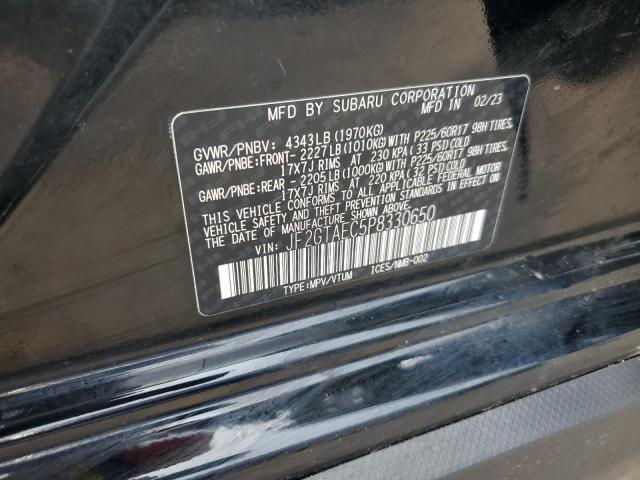 MFD BY SUBARU CORPORATION
MFD IN 02/23
GVWR/PNBV: 4343LB (1970KG)
GAWR/PNBE:FRONT- 2227LB (1010KG)WITH P225/60R17 98H TIRES,
17X7J RIMS AT 230 KPA( 33 PSI) COLD
GAWR/PNBE:REAR - 2205LB (1000KG)WITH P225/60R17 98H TIRES,
17X7J RIMS AT 220 KPA( 32 PSI) COLD
THIS VEHICLE CONFORMS TO ALL APPLICABLE FEDERAL MOTOR
VEHICLE SAFETY AND BUMPER STANDARDS IN EFFECT ON
THE DATE OF MANUFACTURE SHOWN ABOVE.
VIN: JF2GTAEC5P8330650
TYPE:MPV/VTUM ICES/NMB-002